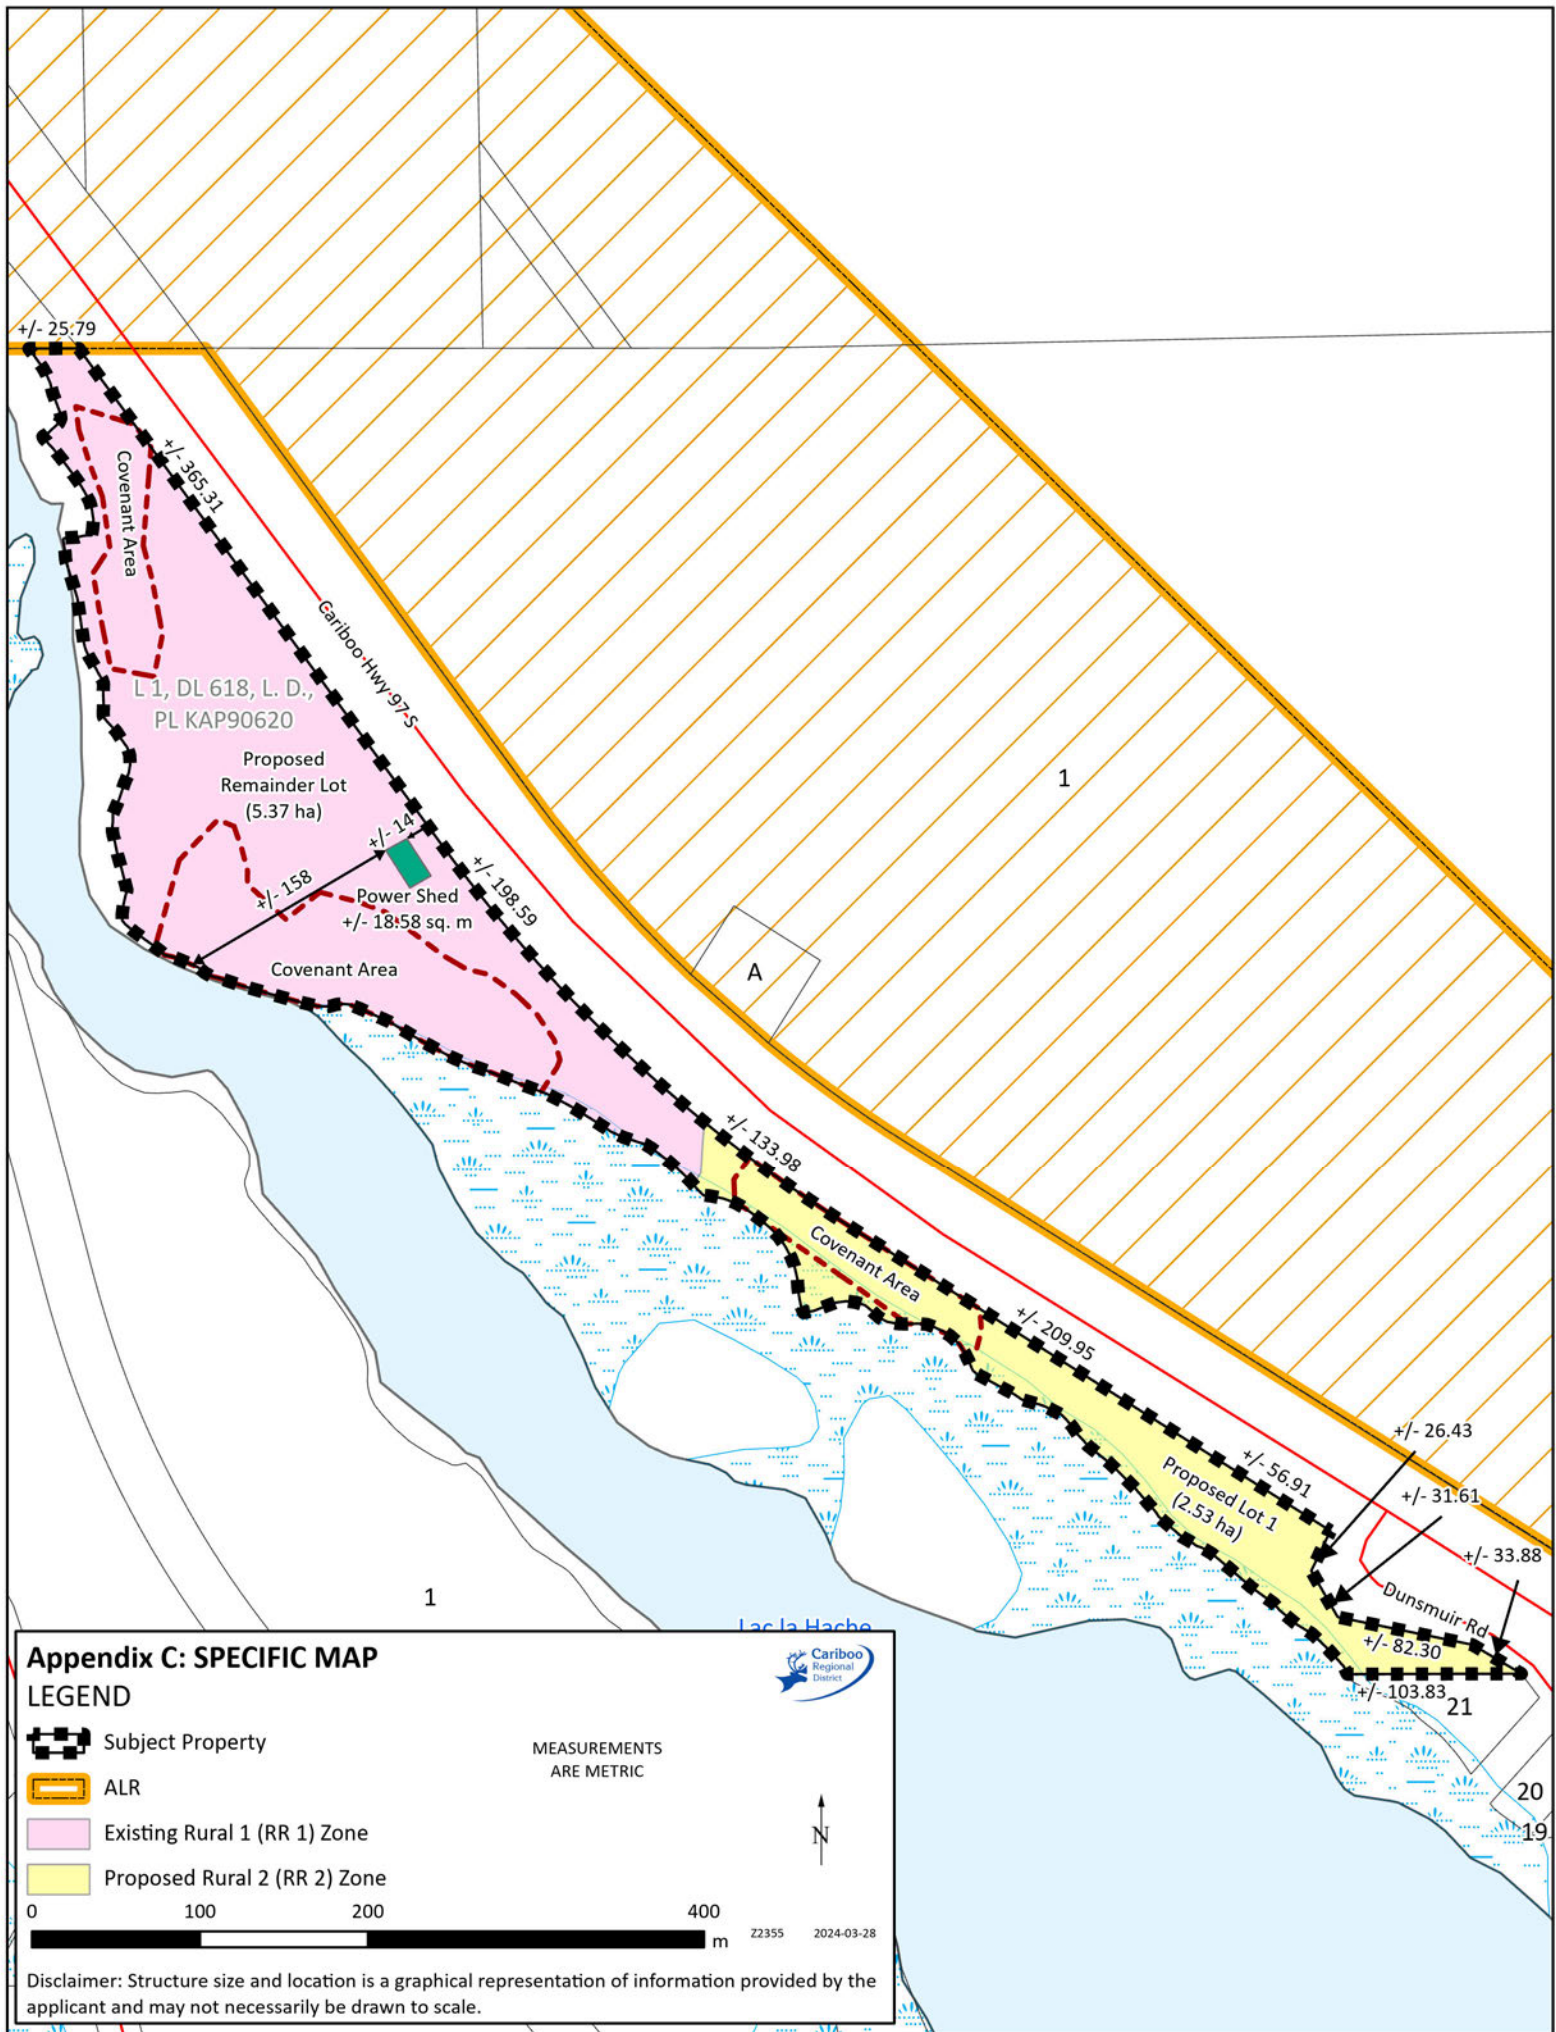 +/- 25.79
+/- 365.31
Covenant Area
Cariboo Hwy 97 S
L 1, DL 618, L. D.,
PL KAP90620
Proposed
Remainder Lot
(5.37 ha)
1
+/- 14
+/- 158
+/- 198.59
Power Shed
+/- 18.58 sq. m
Covenant Area
A
+/- 133.98
Covenant Area
+/- 209.95
+/- 26.43
+/- 56.91
+/- 31.61
Proposed Lot 1
(2.53 ha)
+/- 33.88
Dunsmuir Rd
+/- 82.30
+/- 103.83
21
20
19
1
Lac la Hache
Appendix C: SPECIFIC MAP
LEGEND
Cariboo
Regional
District
Subject Property
ALR
Existing Rural 1 (RR 1) Zone
Proposed Rural 2 (RR 2) Zone
MEASUREMENTS
ARE METRIC
N
0 100 200 400
m
Z2355 2024-03-28
Disclaimer: Structure size and location is a graphical representation of information provided by the
applicant and may not necessarily be drawn to scale.